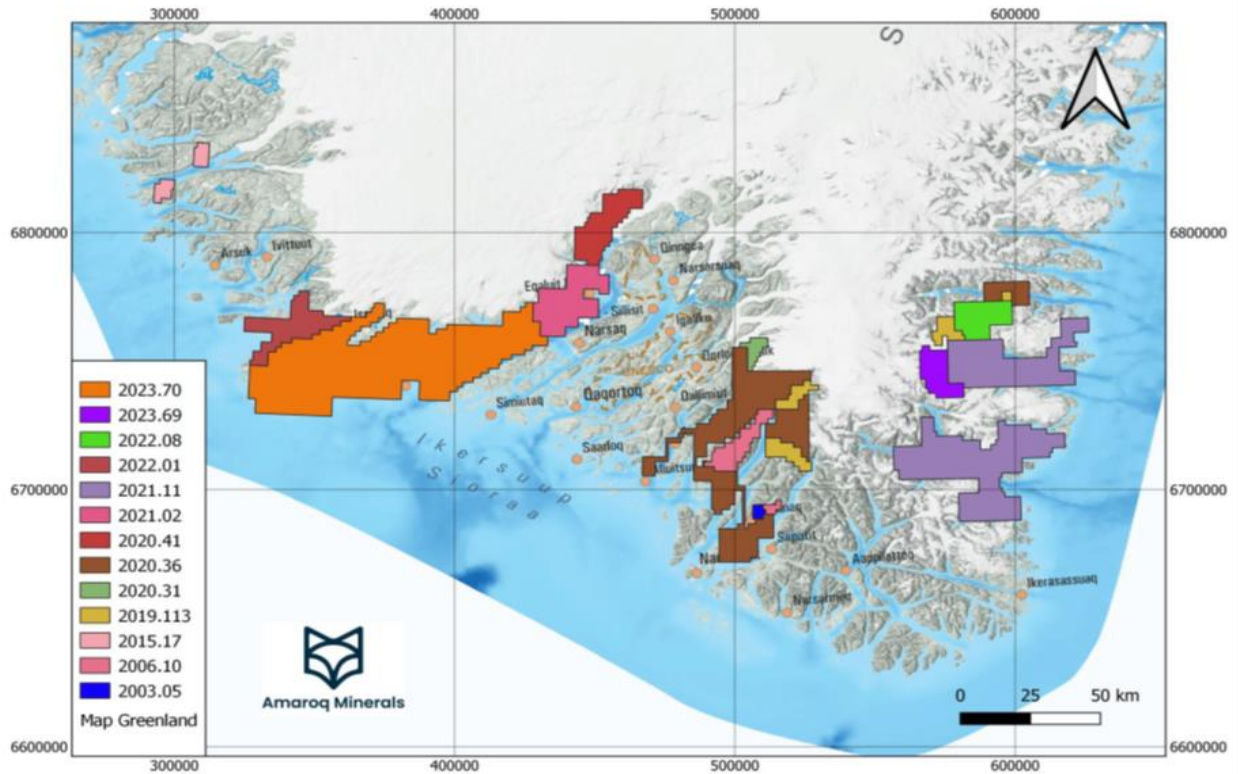 300000 400000 500000 600000
S
6800000 6800000
Arsuk Ivittuut
Qinngua
Narsarsuaq
Sillisit Igaliku
Narsaq
Qaqortoq
Simiutaq
Qallimiut
Saarloq
Ikersuup
Sioraa
6700000 6700000
Saputit
Aappilattoq
Ikerasassuaq
Narsarmiit
2023.70
2023.69
2022.08
2022.01
2021.11
2021.02
2020.41
2020.36
2020.31
2019.113
2015.17
2006.10
2003.05
Map Greenland
Amaroq Minerals
0 25 50 km
6600000 6600000
300000 400000 500000 600000